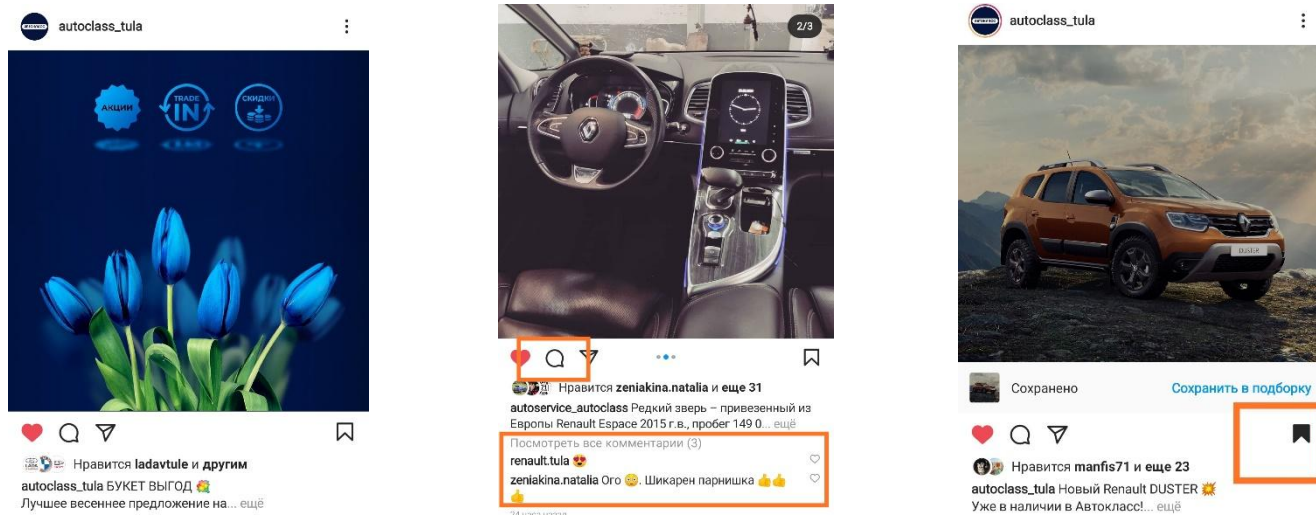 autoclass_tula
АКЦИИ
TRADE
IN
СКИДКИ
Нравится ladavtule и другим
autoclass_tula БУКЕТ ВЫГОД 💐
Лучшее весеннее предложение на... ещё
2/3
Нравится zeniakina.natalia и еще 31
autoservice_autoclass Редкий зверь – привезенный из
Европы Renault Espace 2015 г.в., пробег 149 0... ещё
Посмотреть все комментарии (3)
renault.tula 😍
zeniakina.natalia Ого 😳. Шикарен парнишка 👍👍
👍
autoclass_tula
DUSTER
Сохранено
Сохранить в подборку
Нравится manfis71 и еще 23
autoclass_tula Новый Renault DUSTER 💥
Уже в наличии в Автокласс!... ещё